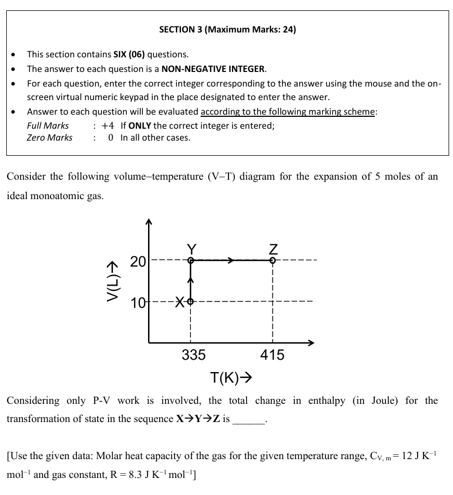 SECTION 3 (Maximum Marks: 24)
• This section contains SIX (06) questions.
• The answer to each question is a NON-NEGATIVE INTEGER.
• For each question, enter the correct integer corresponding to the answer using the mouse and the on-
screen virtual numeric keypad in the place designated to enter the answer.
• Answer to each question will be evaluated according to the following marking scheme:
Full Marks : +4 If ONLY the correct integer is entered;
Zero Marks : 0 In all other cases.
Consider the following volume–temperature (V–T) diagram for the expansion of 5 moles of an
ideal monoatomic gas.
Y Z
20
V(L)→
10 X
335 415
T(K)→
Considering only P-V work is involved, the total change in enthalpy (in Joule) for the
transformation of state in the sequence X→Y→Z is ______.
[Use the given data: Molar heat capacity of the gas for the given temperature range, C_V, m = 12 J K⁻¹
mol⁻¹ and gas constant, R = 8.3 J K⁻¹ mol⁻¹]